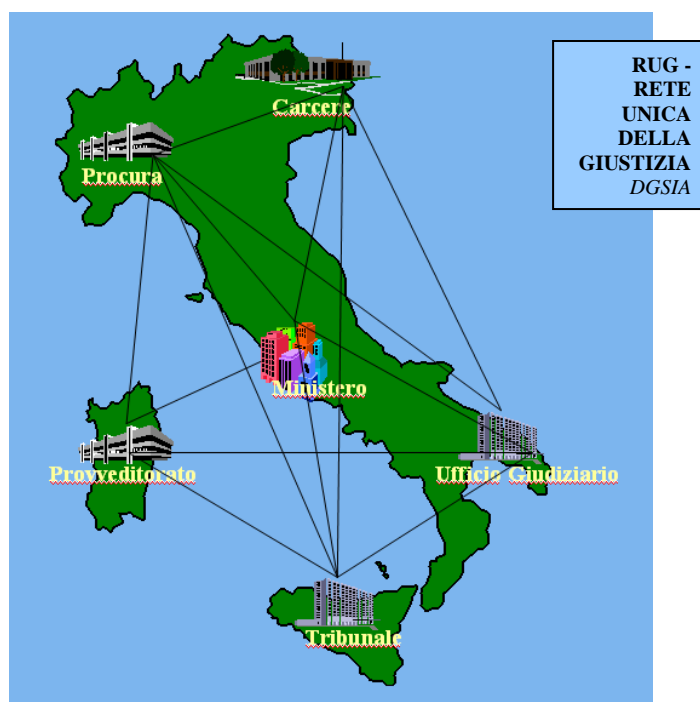 RUG -
RETE
UNICA
DELLA
GIUSTIZIA
DGSIA
Carcere
Procura
Ministero
Provveditorato
Ufficio Giudiziario
Tribunale